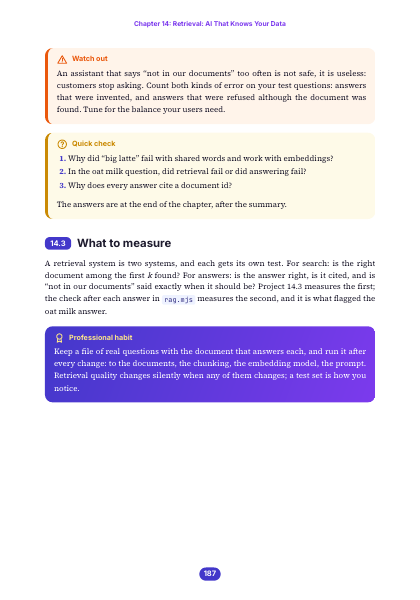 Chapter 14: Retrieval: AI That Knows Your Data
Watch out
An assistant that says “not in our documents” too often is not safe, it is useless:
customers stop asking. Count both kinds of error on your test questions: answers
that were invented, and answers that were refused although the document was
found. Tune for the balance your users need.
Quick check
1. Why did “big latte” fail with shared words and work with embeddings?
2. In the oat milk question, did retrieval fail or did answering fail?
3. Why does every answer cite a document id?
The answers are at the end of the chapter, after the summary.
14.3 What to measure
A retrieval system is two systems, and each gets its own test. For search: is the right
document among the first k found? For answers: is the answer right, is it cited, and is
“not in our documents” said exactly when it should be? Project 14.3 measures the first;
the check after each answer in rag.mjs measures the second, and it is what flagged the
oat milk answer.
Professional habit
Keep a file of real questions with the document that answers each, and run it after
every change: to the documents, the chunking, the embedding model, the prompt.
Retrieval quality changes silently when any of them changes; a test set is how you
notice.
187